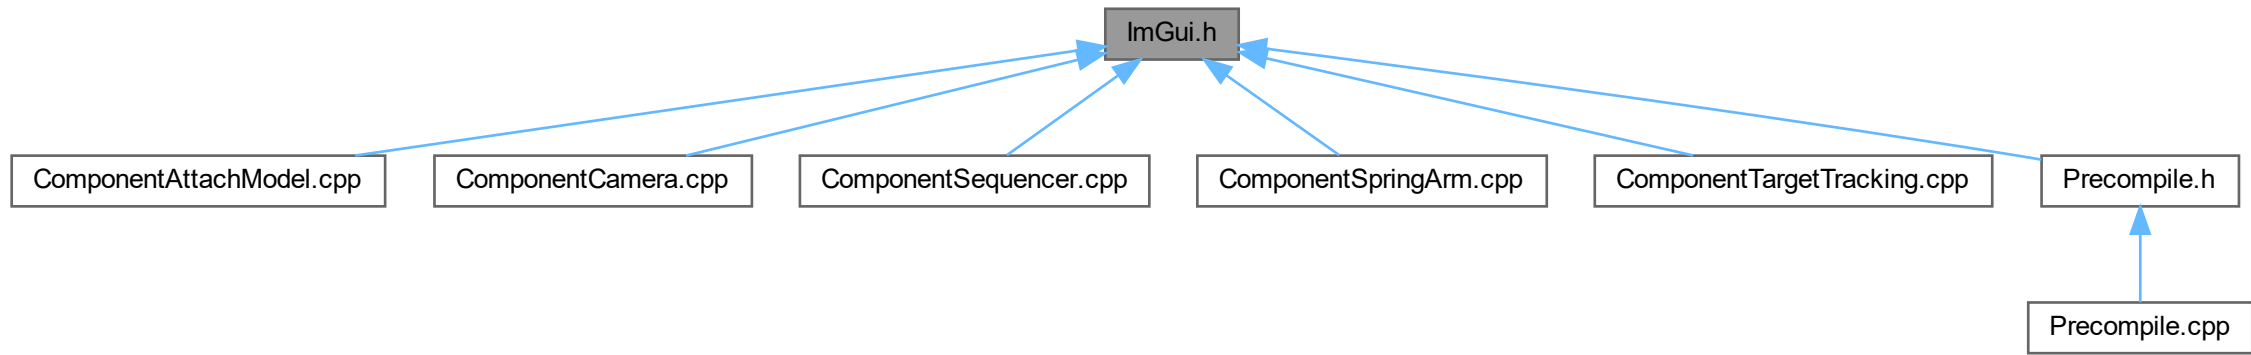 ImGui.h
ComponentAttachModel.cpp
ComponentCamera.cpp
ComponentSequencer.cpp
ComponentSpringArm.cpp
ComponentTargetTracking.cpp
Precompile.h
Precompile.cpp